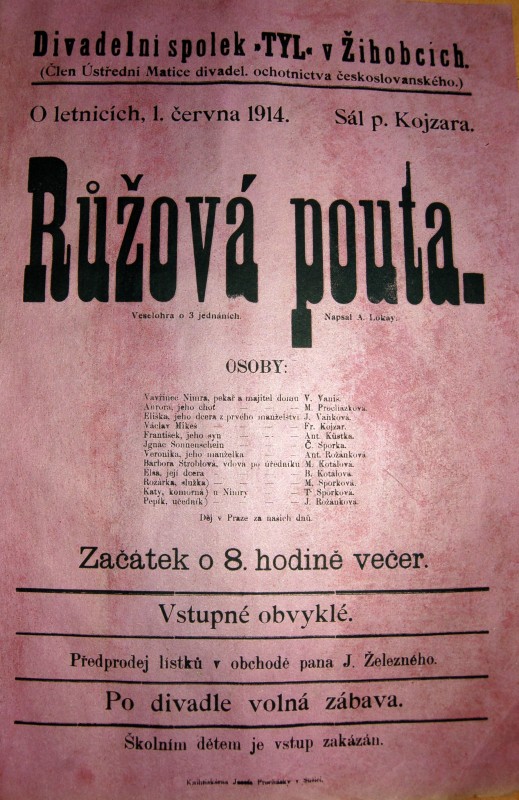 Divadelní spolek »TYL« v Žihobcích.
(Člen Ústřední Matice divadel. ochotnictva českoslovanského.)
O letnicích, 1. června 1914. Sál p. Kojzara.
Růžová pouta.
Veselohra o 3 jednáních. Napsal A. Lokay.
OSOBY:
Vavřinec Nimra, pekař a majitel domu V. Vaniš.
Aurora, jeho choť — — — — M. Procházková.
Eliška, jeho dcera z prvého manželství J. Vaňková.
Václav Mikeš — — — — Fr. Kojzar.
František, jeho syn — — — Ant. Kůstka.
Jgnác Sonnenschein — — — Č. Šporka.
Veronika, jeho manželka — — Ant. Rožánková.
Barbora Stroblová, vdova po úředníku M. Kotalová.
Elsa, její dcera — — — — B. Kotalová.
Rozárka, služka) — — — — M. Šporková.
Katy, komorná) u Nimry — — — T. Šporková.
Pepík, učedník) — — — — J. Rožánková.
Děj v Praze za našich dnů.
Začátek o 8. hodině večer.
Vstupné obvyklé.
Předprodej lístků v obchodě pana J. Železného.
Po divadle volná zábava.
Školním dětem je vstup zakázán.
Knihtiskárna Procházky v Sušici.